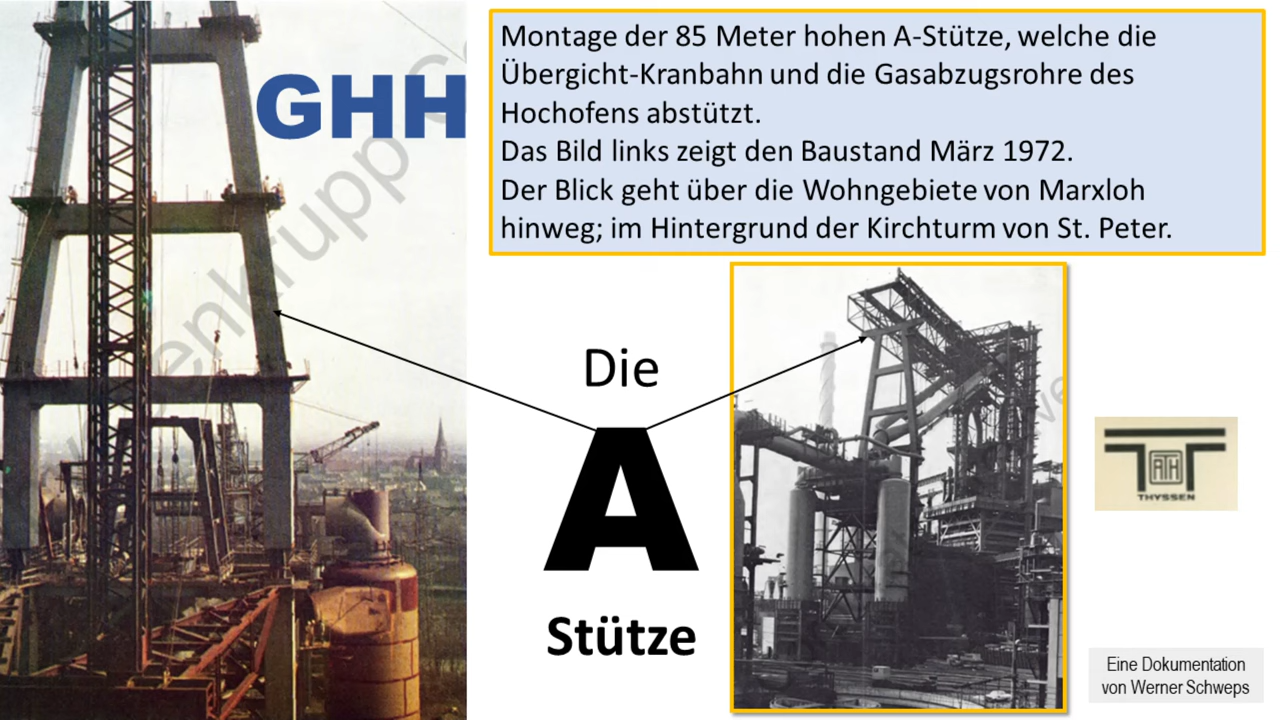 GHH
Montage der 85 Meter hohen A-Stütze, welche die
Übergicht-Kranbahn und die Gasabzugsrohre des
Hochofens abstützt.
Das Bild links zeigt den Baustand März 1972.
Der Blick geht über die Wohngebiete von Marxloh
hinweg; im Hintergrund der Kirchturm von St. Peter.
Die
A
Stütze
ATH
THYSSEN
Eine Dokumentation
von Werner Schweps